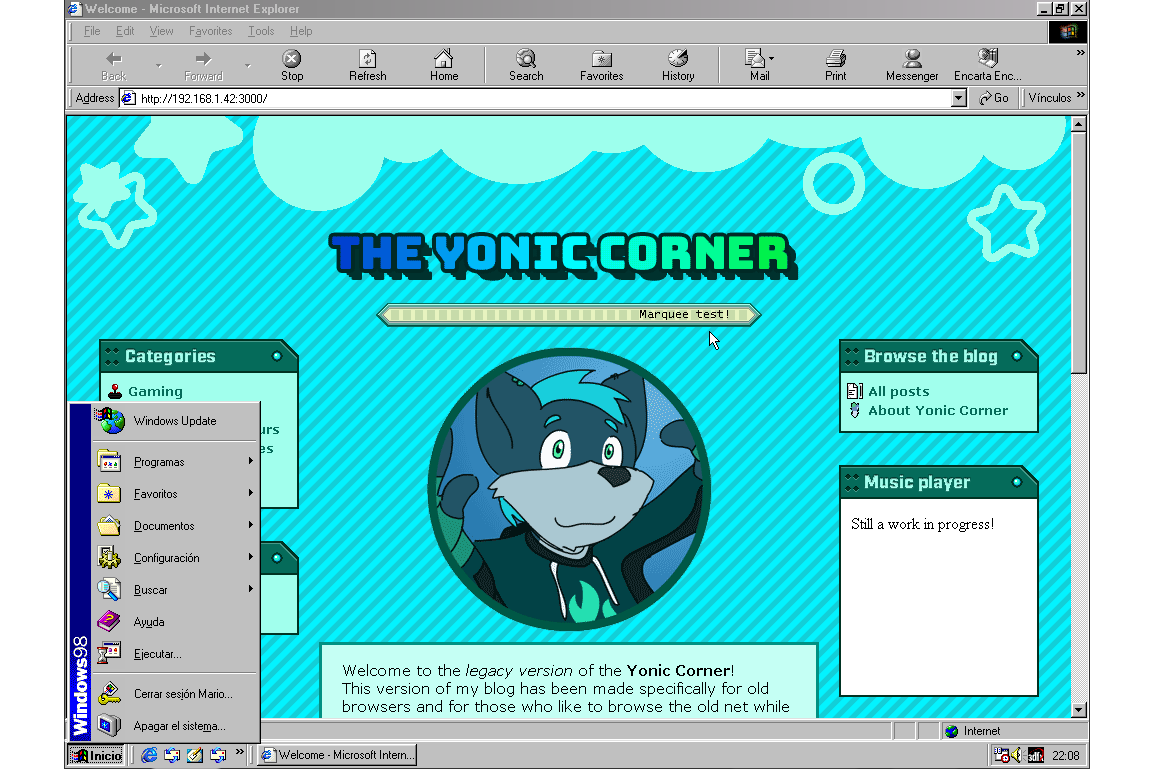 Welcome - Microsoft Internet Explorer
File Edit View Favorites Tools Help
Back Forward Stop Refresh Home Search Favorites History Mail Print Messenger Encarta Enc... »
Address http://192.168.1.42:3000/ Go Vínculos »
THE YONIC CORNER
Marquee test!
Categories
Gaming
urs
es
Browse the blog
All posts
About Yonic Corner
Music player
Still a work in progress!
Welcome to the legacy version of the Yonic Corner!
This version of my blog has been made specifically for old
browsers and for those who like to browse the old net while
Windows98
Windows Update
Programas
Favoritos
Documentos
Configuración
Buscar
Ayuda
Ejecutar...
Cerrar sesión Mario...
Apagar el sistema...
Internet
Inicio » Welcome - Microsoft Intern... 22:08